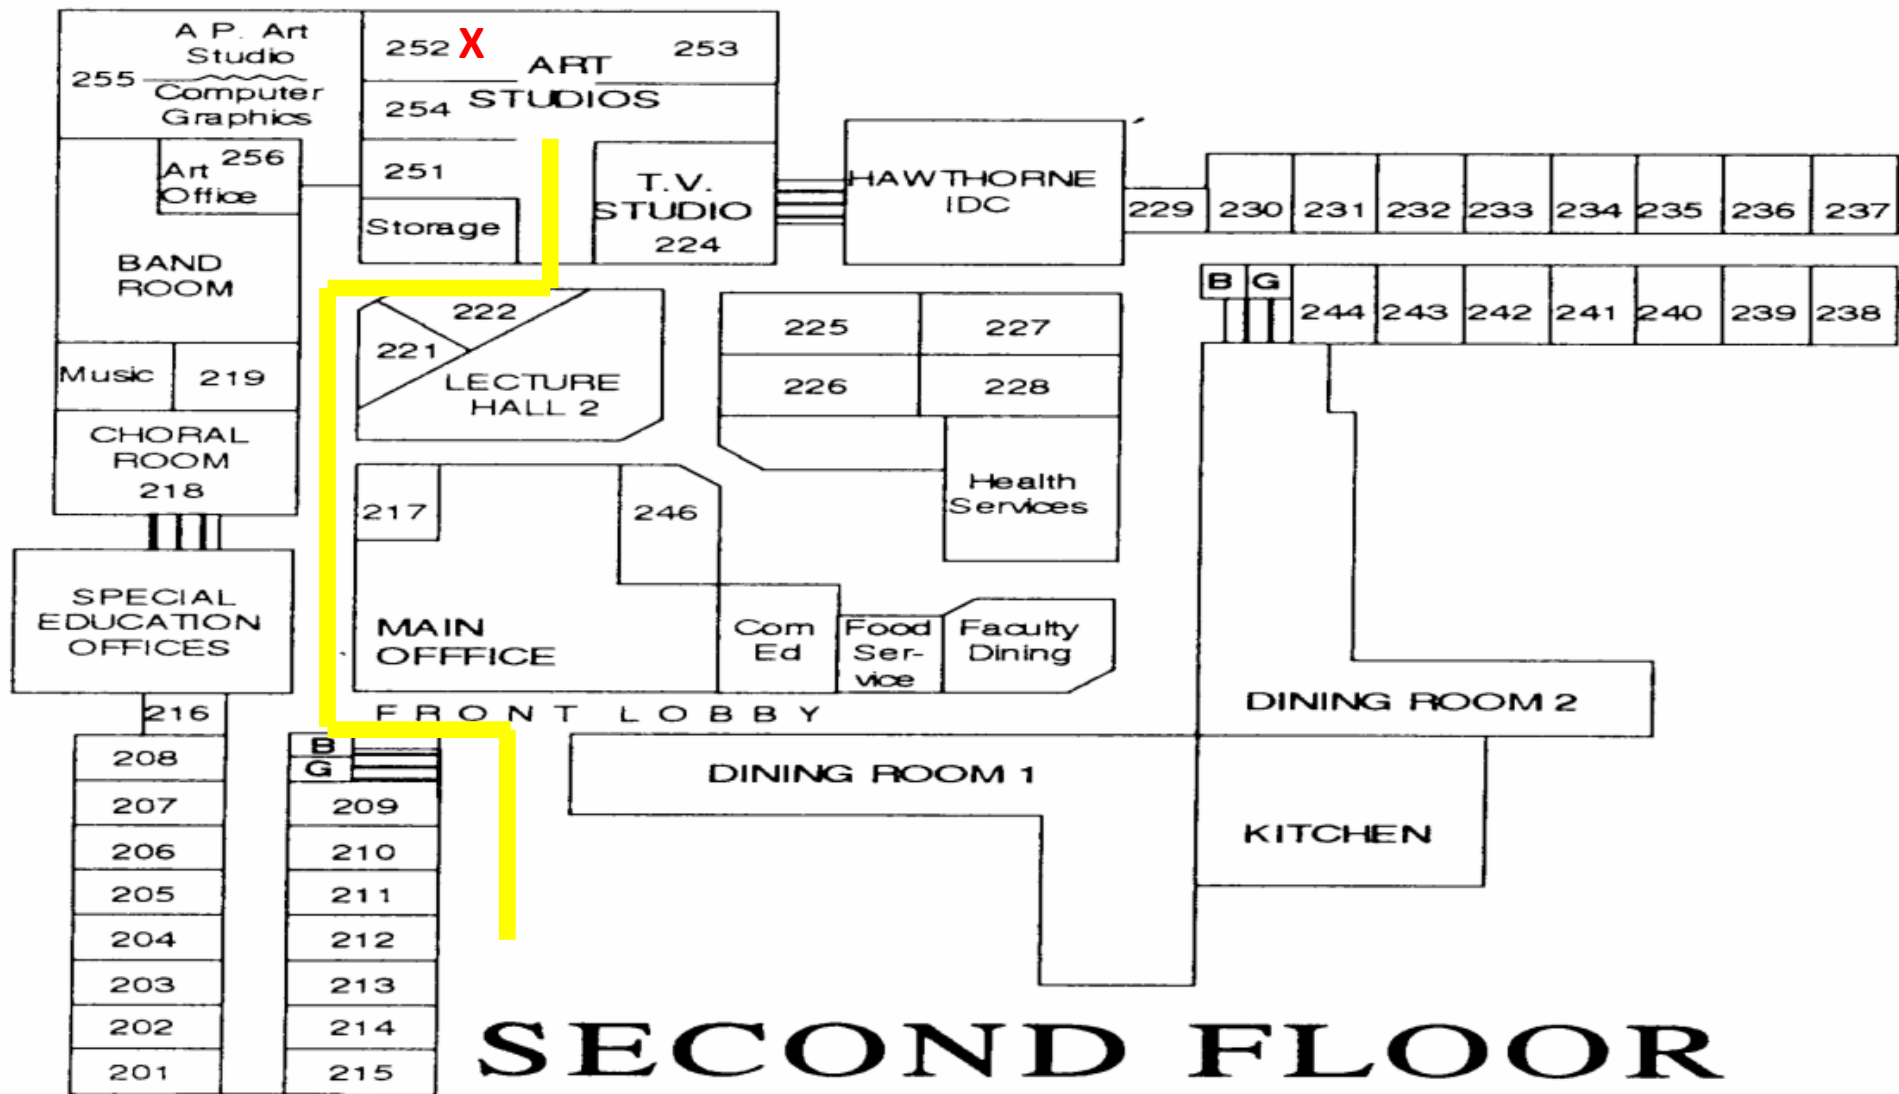 A P. Art
Studio
255
Computer
Graphics
252 X
253
ART
STUDIOS
254
256
Art
Office
251
Storage
T.V.
STUDIO
224
HAWTHORNE
IDC
229
230
231
232
233
234
235
236
237
BAND
ROOM
B
G
244
243
242
241
240
239
238
222
221
LECTURE
HALL 2
225
227
226
228
Music
219
CHORAL
ROOM
218
217
246
Health
Services
SPECIAL
EDUCATION
OFFICES
MAIN
OFFFICE
Com
Ed
Food
Ser-
vice
Faculty
Dining
216
FRONT LOBBY
DINING ROOM 2
208
B
G
DINING ROOM 1
207
209
KITCHEN
206
210
205
211
204
212
203
213
202
214
201
215
SECOND FLOOR